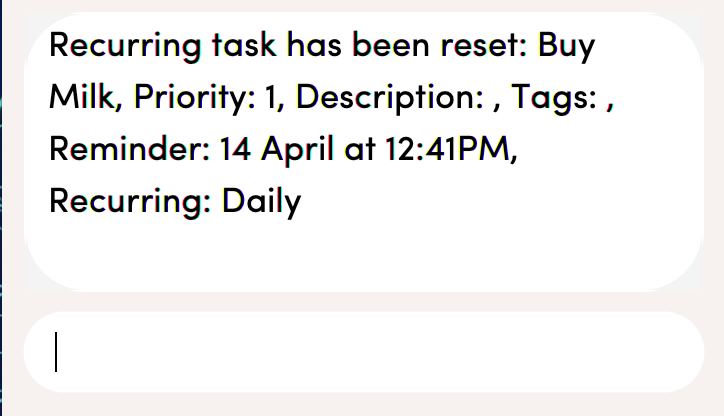 Recurring task has been reset: Buy
Milk, Priority: 1, Description: , Tags: ,
Reminder: 14 April at 12:41PM,
Recurring: Daily